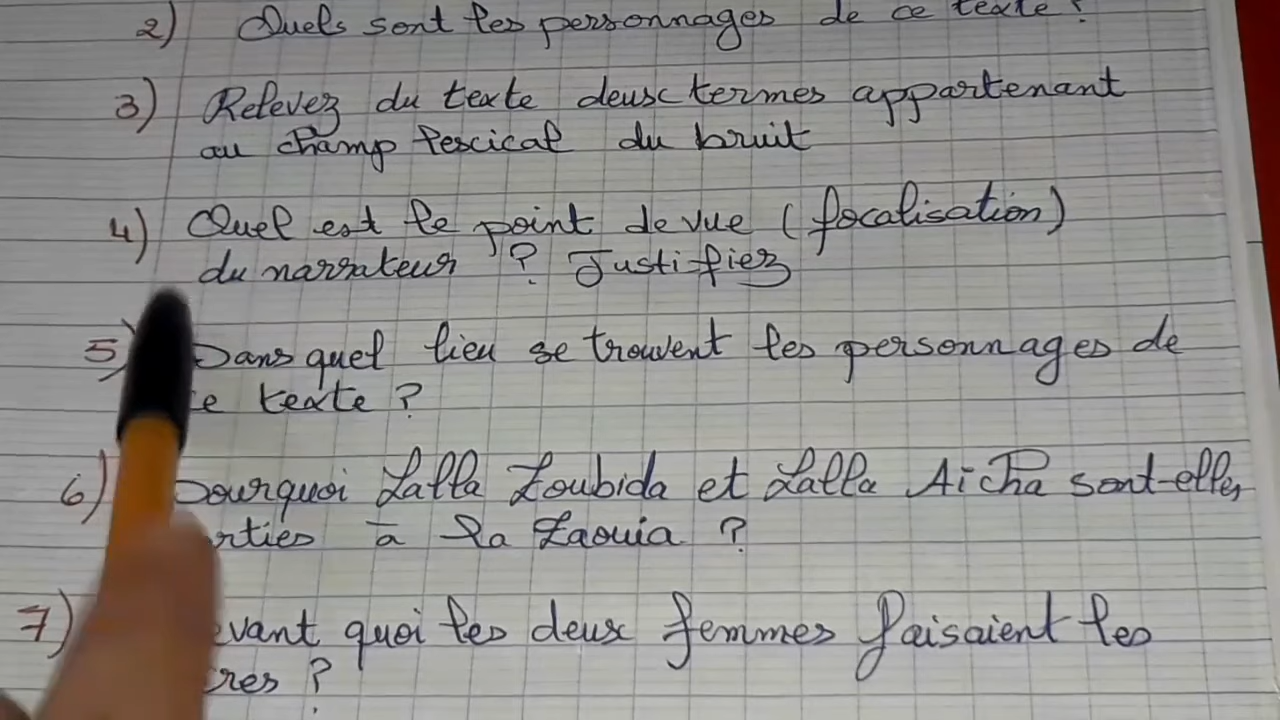 2) Quels sont les personnages de ce texte ?
3) Relevez du texte deux termes appartenant
au champ lexical du bruit
4) Quel est le point de vue (focalisation)
du narrateur ? Justifiez
5) Dans quel lieu se trouvent les personnages de
e texte ?
6) pourquoi Lalla Zoubida et Lalla Aicha sont-elles
rties à la Zaouia ?
7) evant quoi les deux femmes faisaient les
res ?